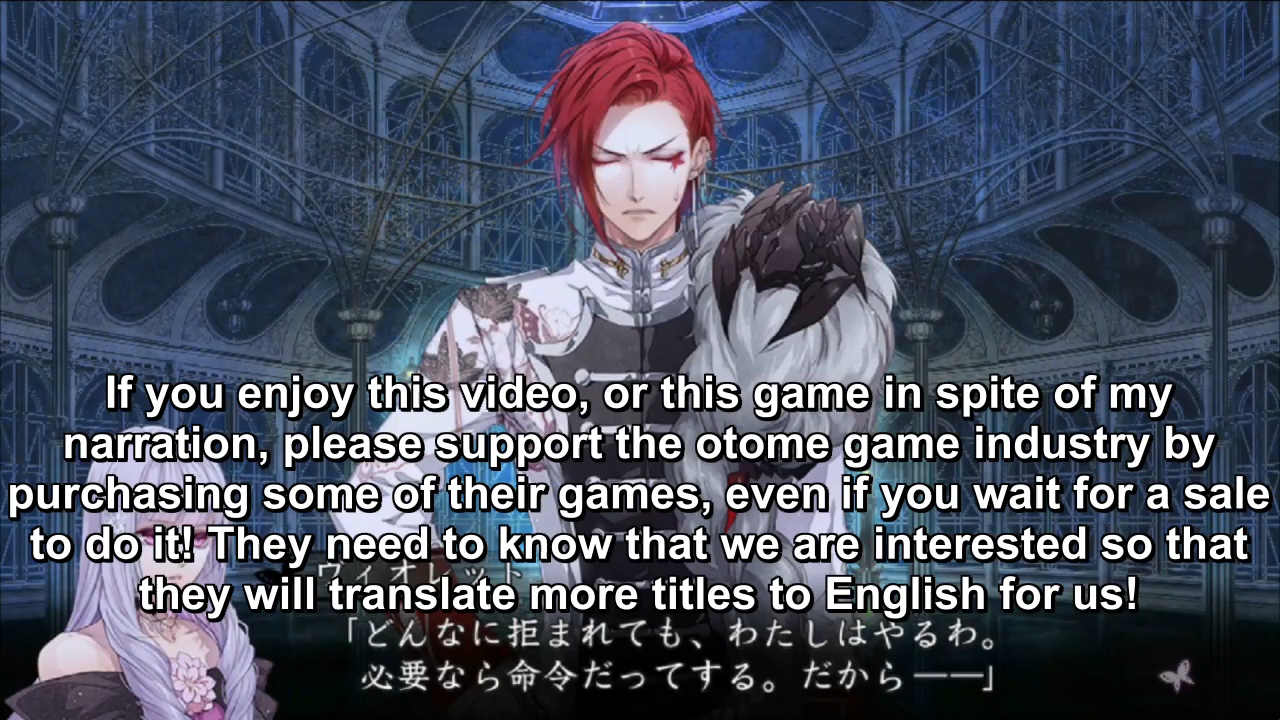 If you enjoy this video, or this game in spite of my
narration, please support the otome game industry by
purchasing some of their games, even if you wait for a sale
to do it! They need to know that we are interested so that
they will translate more titles to English for us!
ヴィオレット
「どんなに拒まれても、わたしはやるわ。
必要なら命令だってする。だから――」